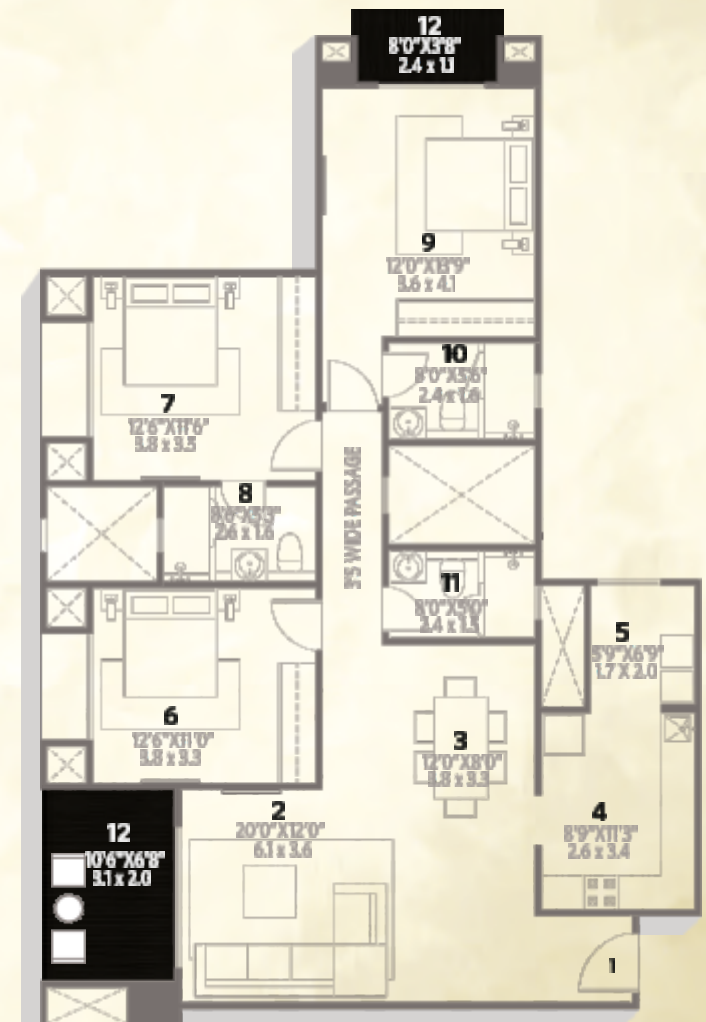 12
8'0"X3'8"
2.4 x 1.1
9
12'0"X13'9"
3.6 x 4.1
10
8'0"X5'6"
2.4 x 1.6
7
12'6"X11'6"
3.8 x 3.5
8
8'6"X5'3"
2.6 x 1.6
3'5 WIDE PASSAGE
11
8'0"X5'0"
2.4 x 1.5
5
5'9"X6'9"
1.7 X 2.0
6
12'6"X11'0"
3.8 x 3.3
3
12'0"X8'0"
3.8 x 3.3
2
20'0"X12'0"
6.1 x 3.6
4
8'9"X11'3"
2.6 x 3.4
12
10'6"X6'8"
3.1 x 2.0
1